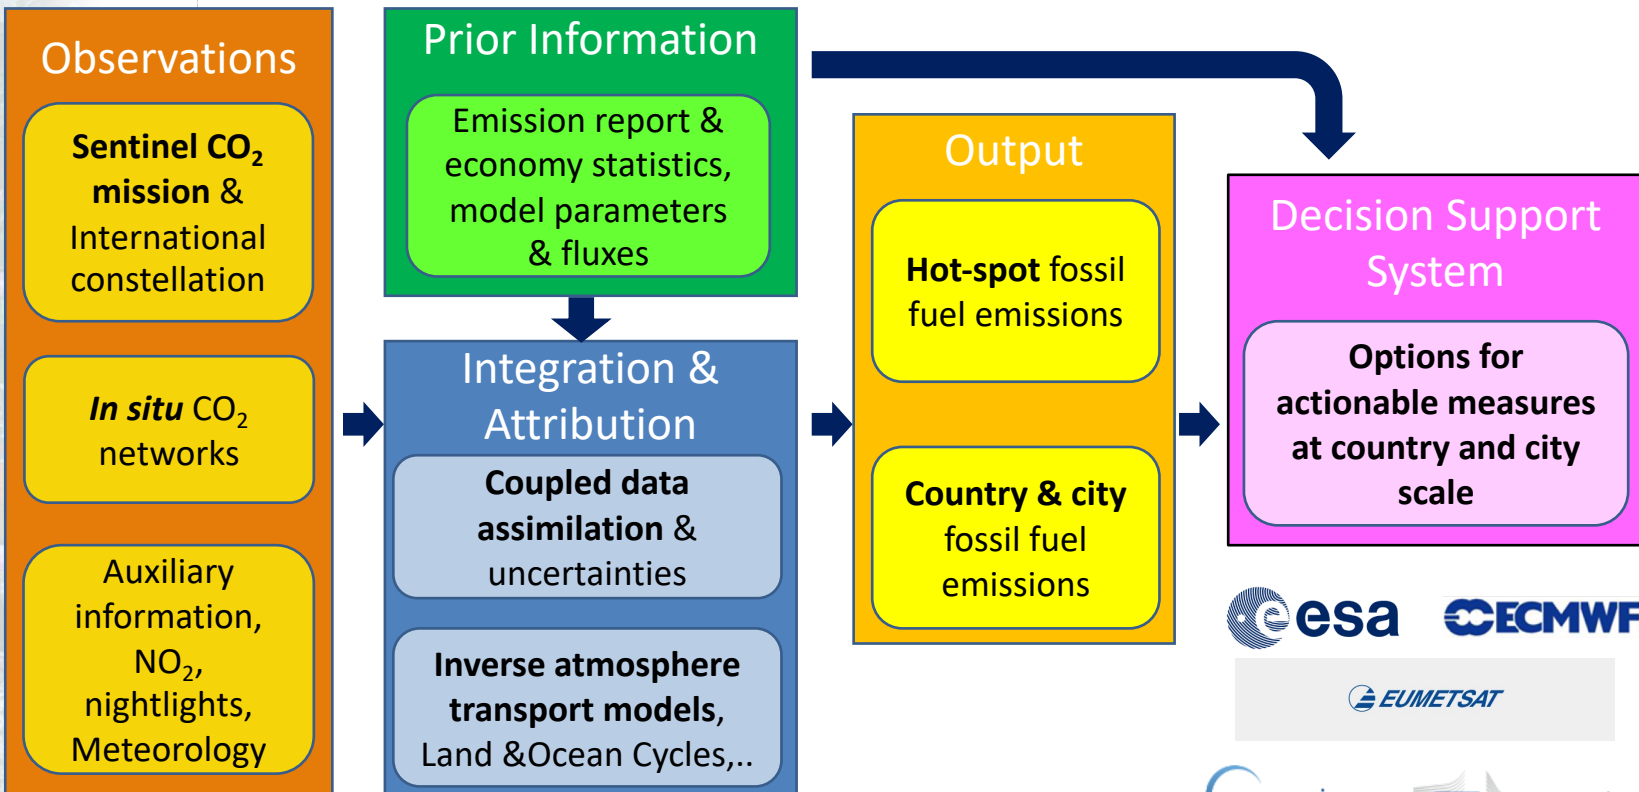 Observations
Sentinel CO₂
mission &
International
constellation
In situ CO₂
networks
Auxiliary
information,
NO₂,
nightlights,
Meteorology
Prior Information
Emission report &
economy statistics,
model parameters
& fluxes
Integration &
Attribution
Coupled data
assimilation &
uncertainties
Inverse atmosphere
transport models,
Land &Ocean Cycles,..
Output
Hot-spot fossil
fuel emissions
Country & city
fossil fuel
emissions
Decision Support
System
Options for
actionable measures
at country and city
scale
esa
ECMWF
EUMETSAT